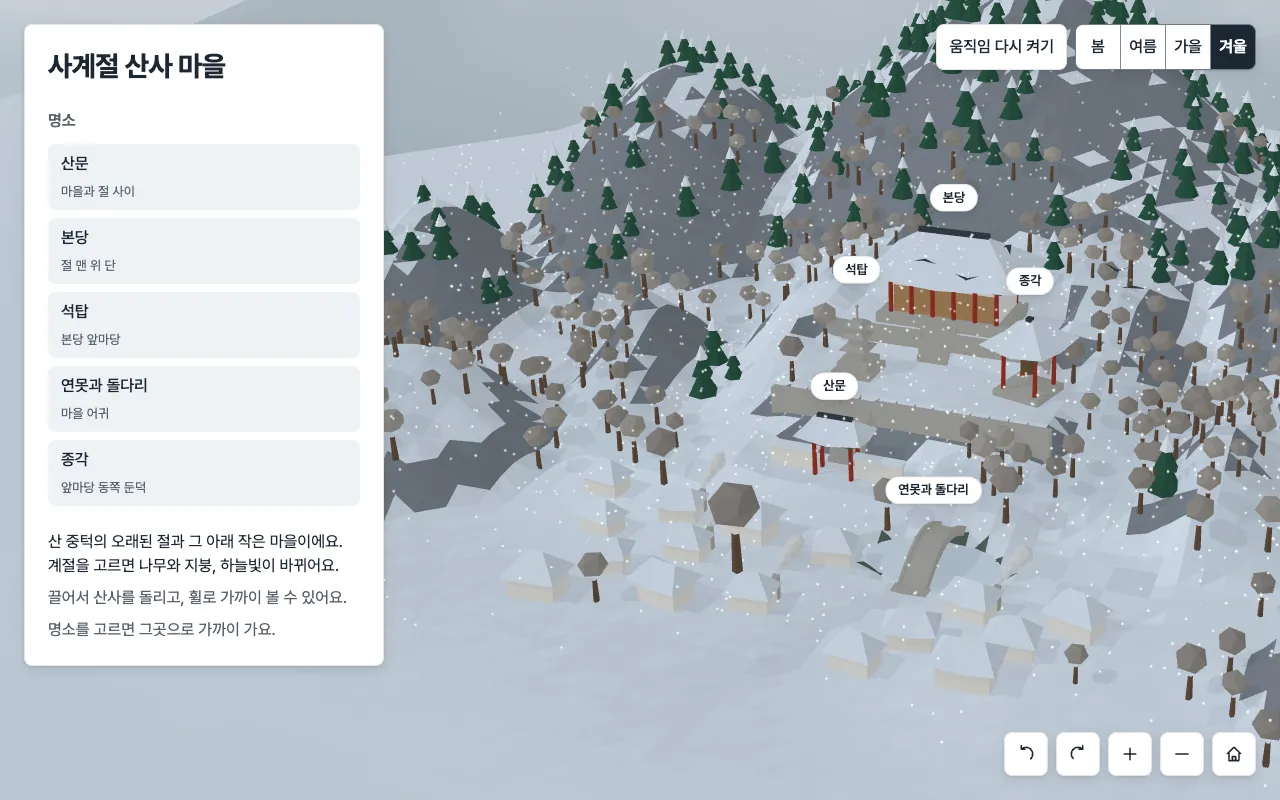 사계절 산사 마을
명소
산문
마을과 절 사이
본당
절 맨 위 단
석탑
본당 앞마당
연못과 돌다리
마을 어귀
종각
앞마당 동쪽 둔덕
산 중턱의 오래된 절과 그 아래 작은 마을이에요.
계절을 고르면 나무와 지붕, 하늘빛이 바뀌어요.
끌어서 산사를 돌리고, 휠로 가까이 볼 수 있어요.
명소를 고르면 그곳으로 가까이 가요.
움직임 다시 켜기
봄 여름 가을 겨울
본당
석탑
종각
산문
연못과 돌다리